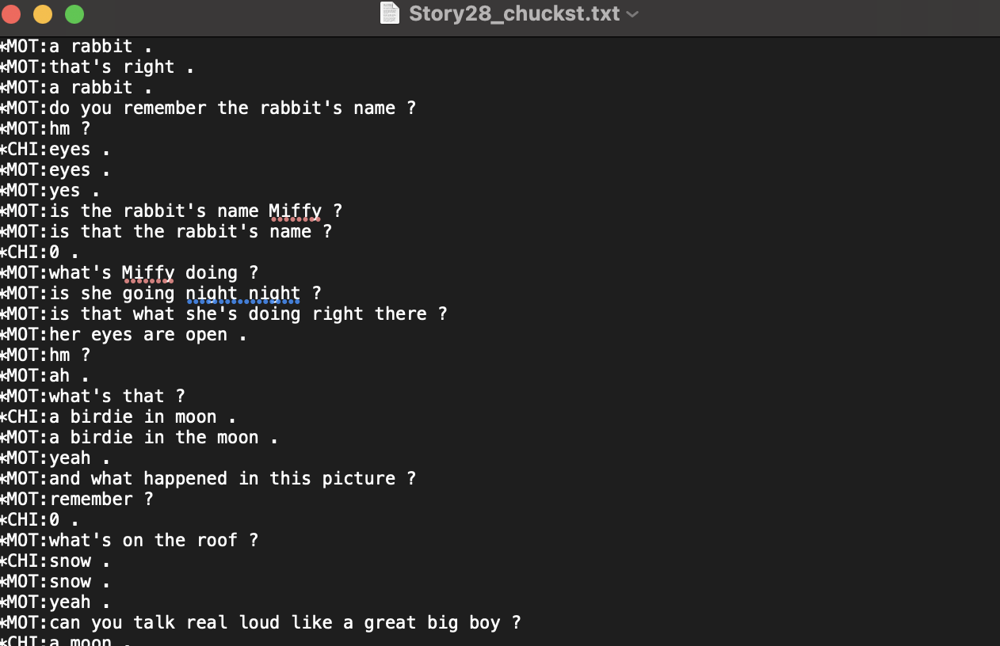 Story28_chuckst.txt
*MOT:a rabbit .
*MOT:that's right .
*MOT:a rabbit .
*MOT:do you remember the rabbit's name ?
*MOT:hm ?
*CHI:eyes .
*MOT:eyes .
*MOT:yes .
*MOT:is the rabbit's name Miffy ?
*MOT:is that the rabbit's name ?
*CHI:0 .
*MOT:what's Miffy doing ?
*MOT:is she going night night ?
*MOT:is that what she's doing right there ?
*MOT:her eyes are open .
*MOT:hm ?
*MOT:ah .
*MOT:what's that ?
*CHI:a birdie in moon .
*MOT:a birdie in the moon .
*MOT:yeah .
*MOT:and what happened in this picture ?
*MOT:remember ?
*CHI:0 .
*MOT:what's on the roof ?
*CHI:snow .
*MOT:snow .
*MOT:yeah .
*MOT:can you talk real loud like a great big boy ?
*CHI:a moon .